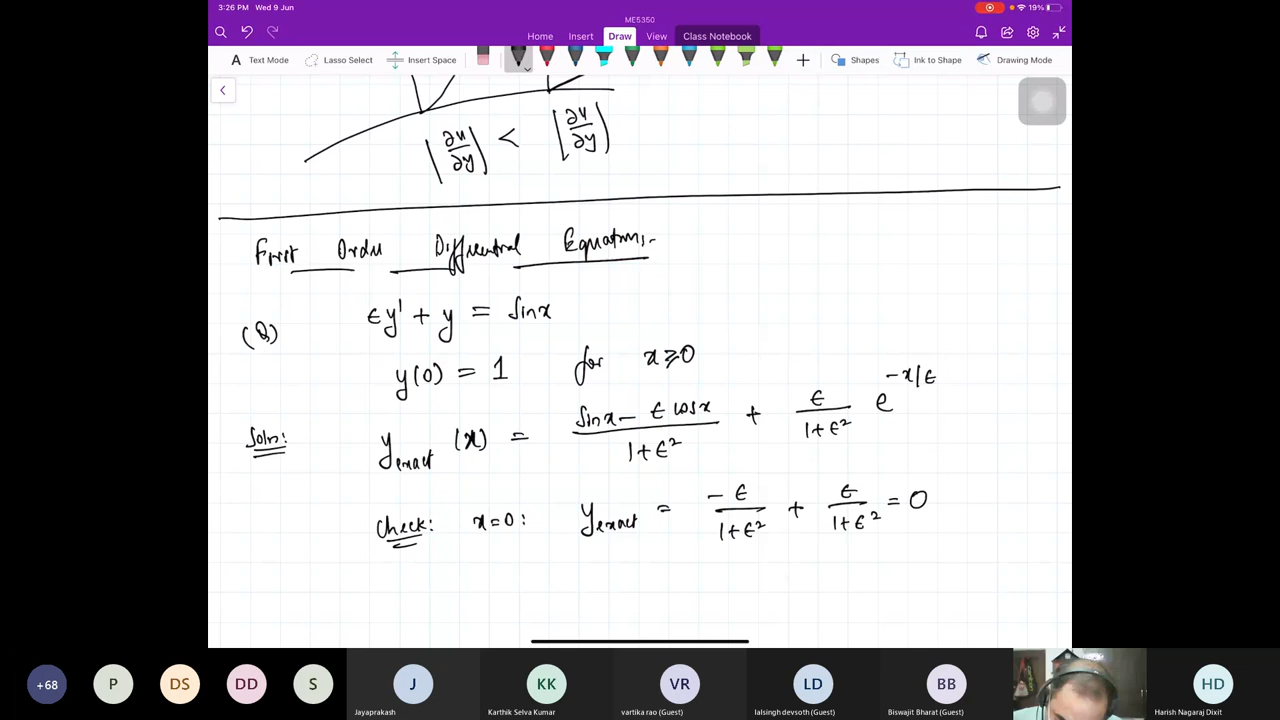 3:26 PM Wed 9 Jun
19%
ME5350
Home Insert Draw View Class Notebook
A Text Mode Lasso Select Insert Space Shapes Ink to Shape Drawing Mode
|∂u/∂y| < |∂u/∂y|
First Order Differential Equations.
(Q) ϵy' + y = sinx
y(0) = 1 for x ≥ 0
Soln: y_exact (x) = (sinx - ϵ cosx)/(1+ϵ²) + ϵ/(1+ϵ²) e^(-x/ϵ)
Check: x=0: y_exact = -ϵ/(1+ϵ²) + ϵ/(1+ϵ²) = 0
+68 P DS DD S J KK VR LD BB HD
Jayaprakash Karthik Selva Kumar vartika rao (Guest) lalsingh devsoth (Guest) Biswajit Bharat (Guest) Harish Nagaraj Dixit